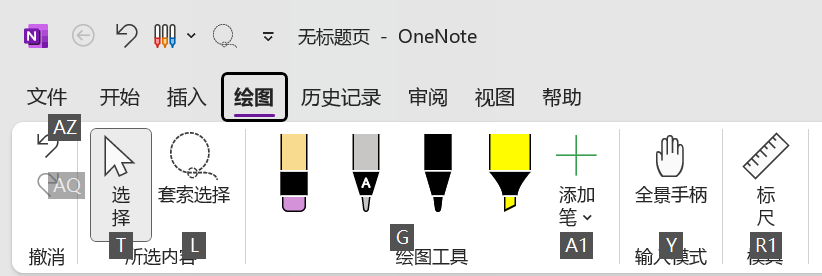 N
无标题页 - OneNote
文件 开始 插入 绘图 历史记录 审阅 视图 帮助
AZ
AQ
撤消
选择
T
套索选择
L
所选内容
A
G
绘图工具
添加
笔
A1
全景手柄
Y
输入模式
标
尺
R1
模具